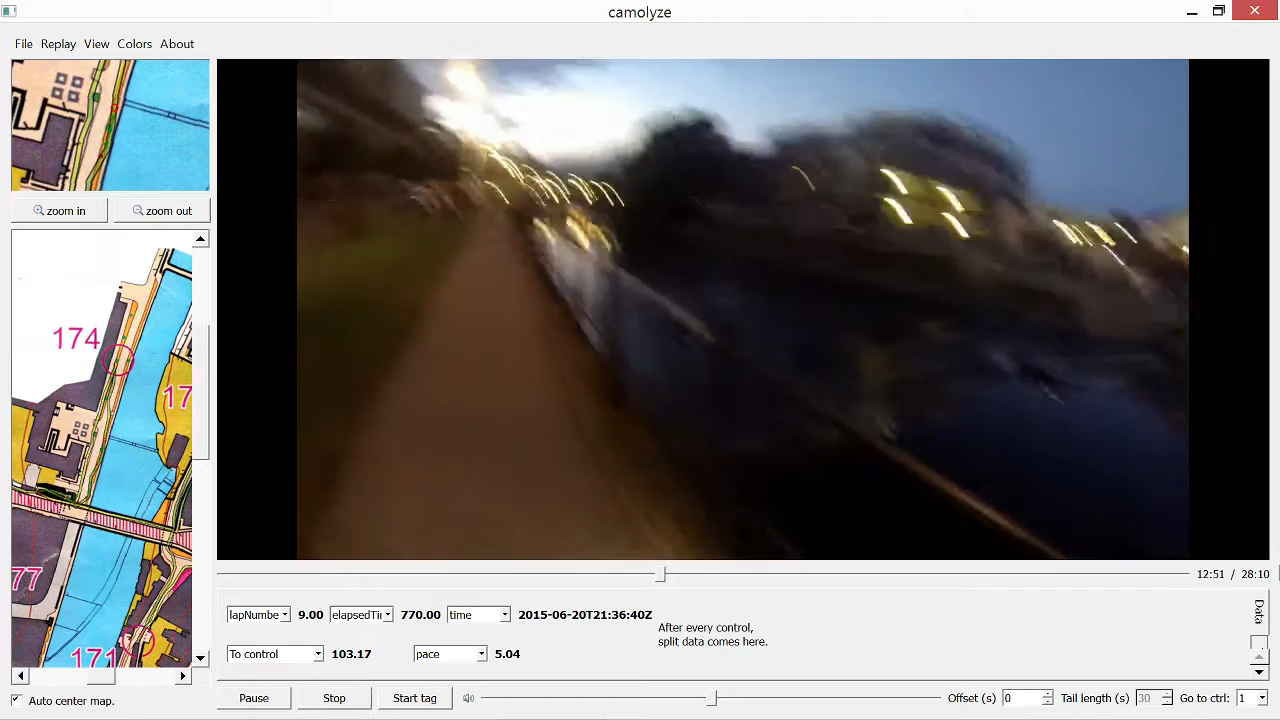 camolyze
File Replay View Colors About
zoom in zoom out
174
17
77
171
12:51 / 28:10
lapNumbe 9.00 elapsedTi 770.00 time 2015-06-20T21:36:40Z
After every control,
split data comes here.
To control 103.17 pace 5.04
Data
Auto center map.
Pause Stop Start tag Offset (s) 0 Tail length (s) 30 Go to ctrl: 1